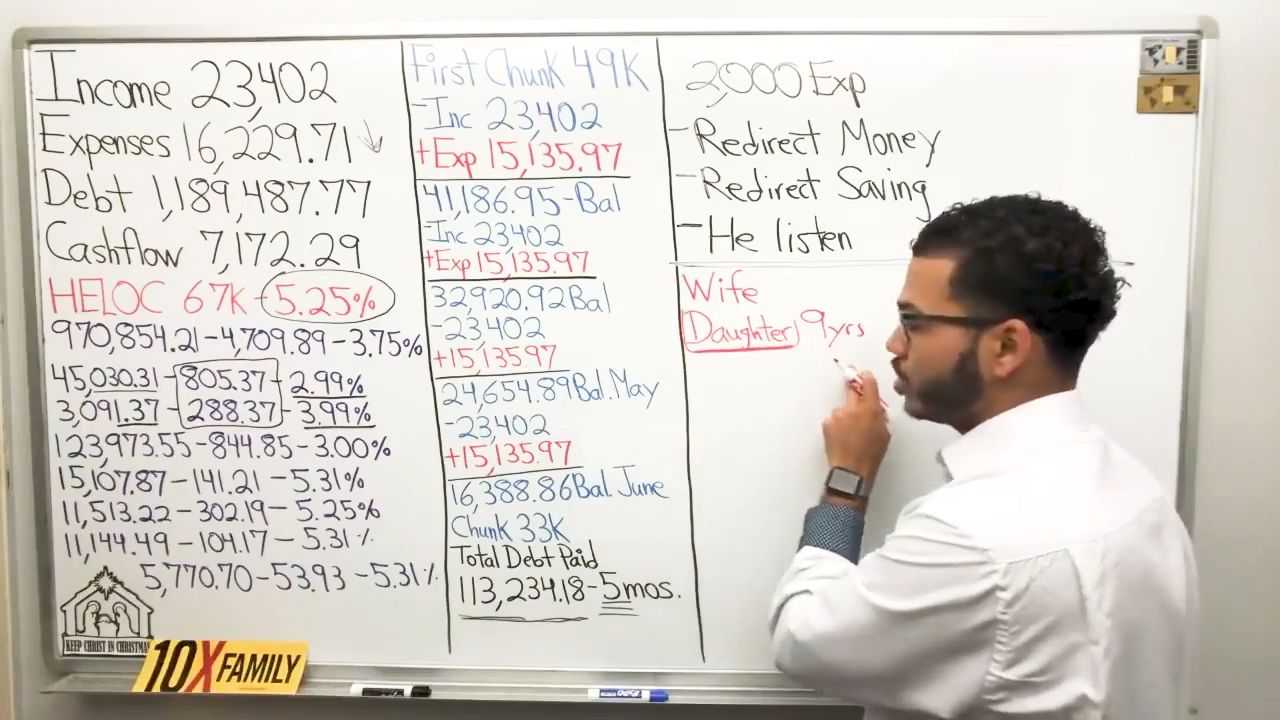 Income 23,402
Expenses 16,229.71 ↓
Debt 1,189,487.77
Cashflow 7,172.29
HELOC 67K - 5.25%
970,854.21 - 4,709.89 - 3.75%
45,030.31 - 805.37 - 2.99%
3,091.37 - 288.37 - 3.99%
123,973.55 - 844.85 - 3.00%
15,107.87 - 141.21 - 5.31%
11,513.22 - 302.19 - 5.25%
11,144.49 - 104.17 - 5.31%
5,770.70 - 53.93 - 5.31%
KEEP CHRIST IN CHRISTMAS
10X FAMILY
First Chunk 49K
-Inc 23,402
+Exp 15,135.97
41,186.95 - Bal
-Inc 23,402
+Exp 15,135.97
32,920.92 Bal
-23,402
+15,135.97
24,654.89 Bal. May
-23,402
+15,135.97
16,388.86 Bal. June
Chunk 33K
Total Debt Paid
113,234.18 - 5mos.
EXPO
2,000 Exp
- Redirect Money
- Redirect Saving
- He listen
Wife
Daughter 9yrs